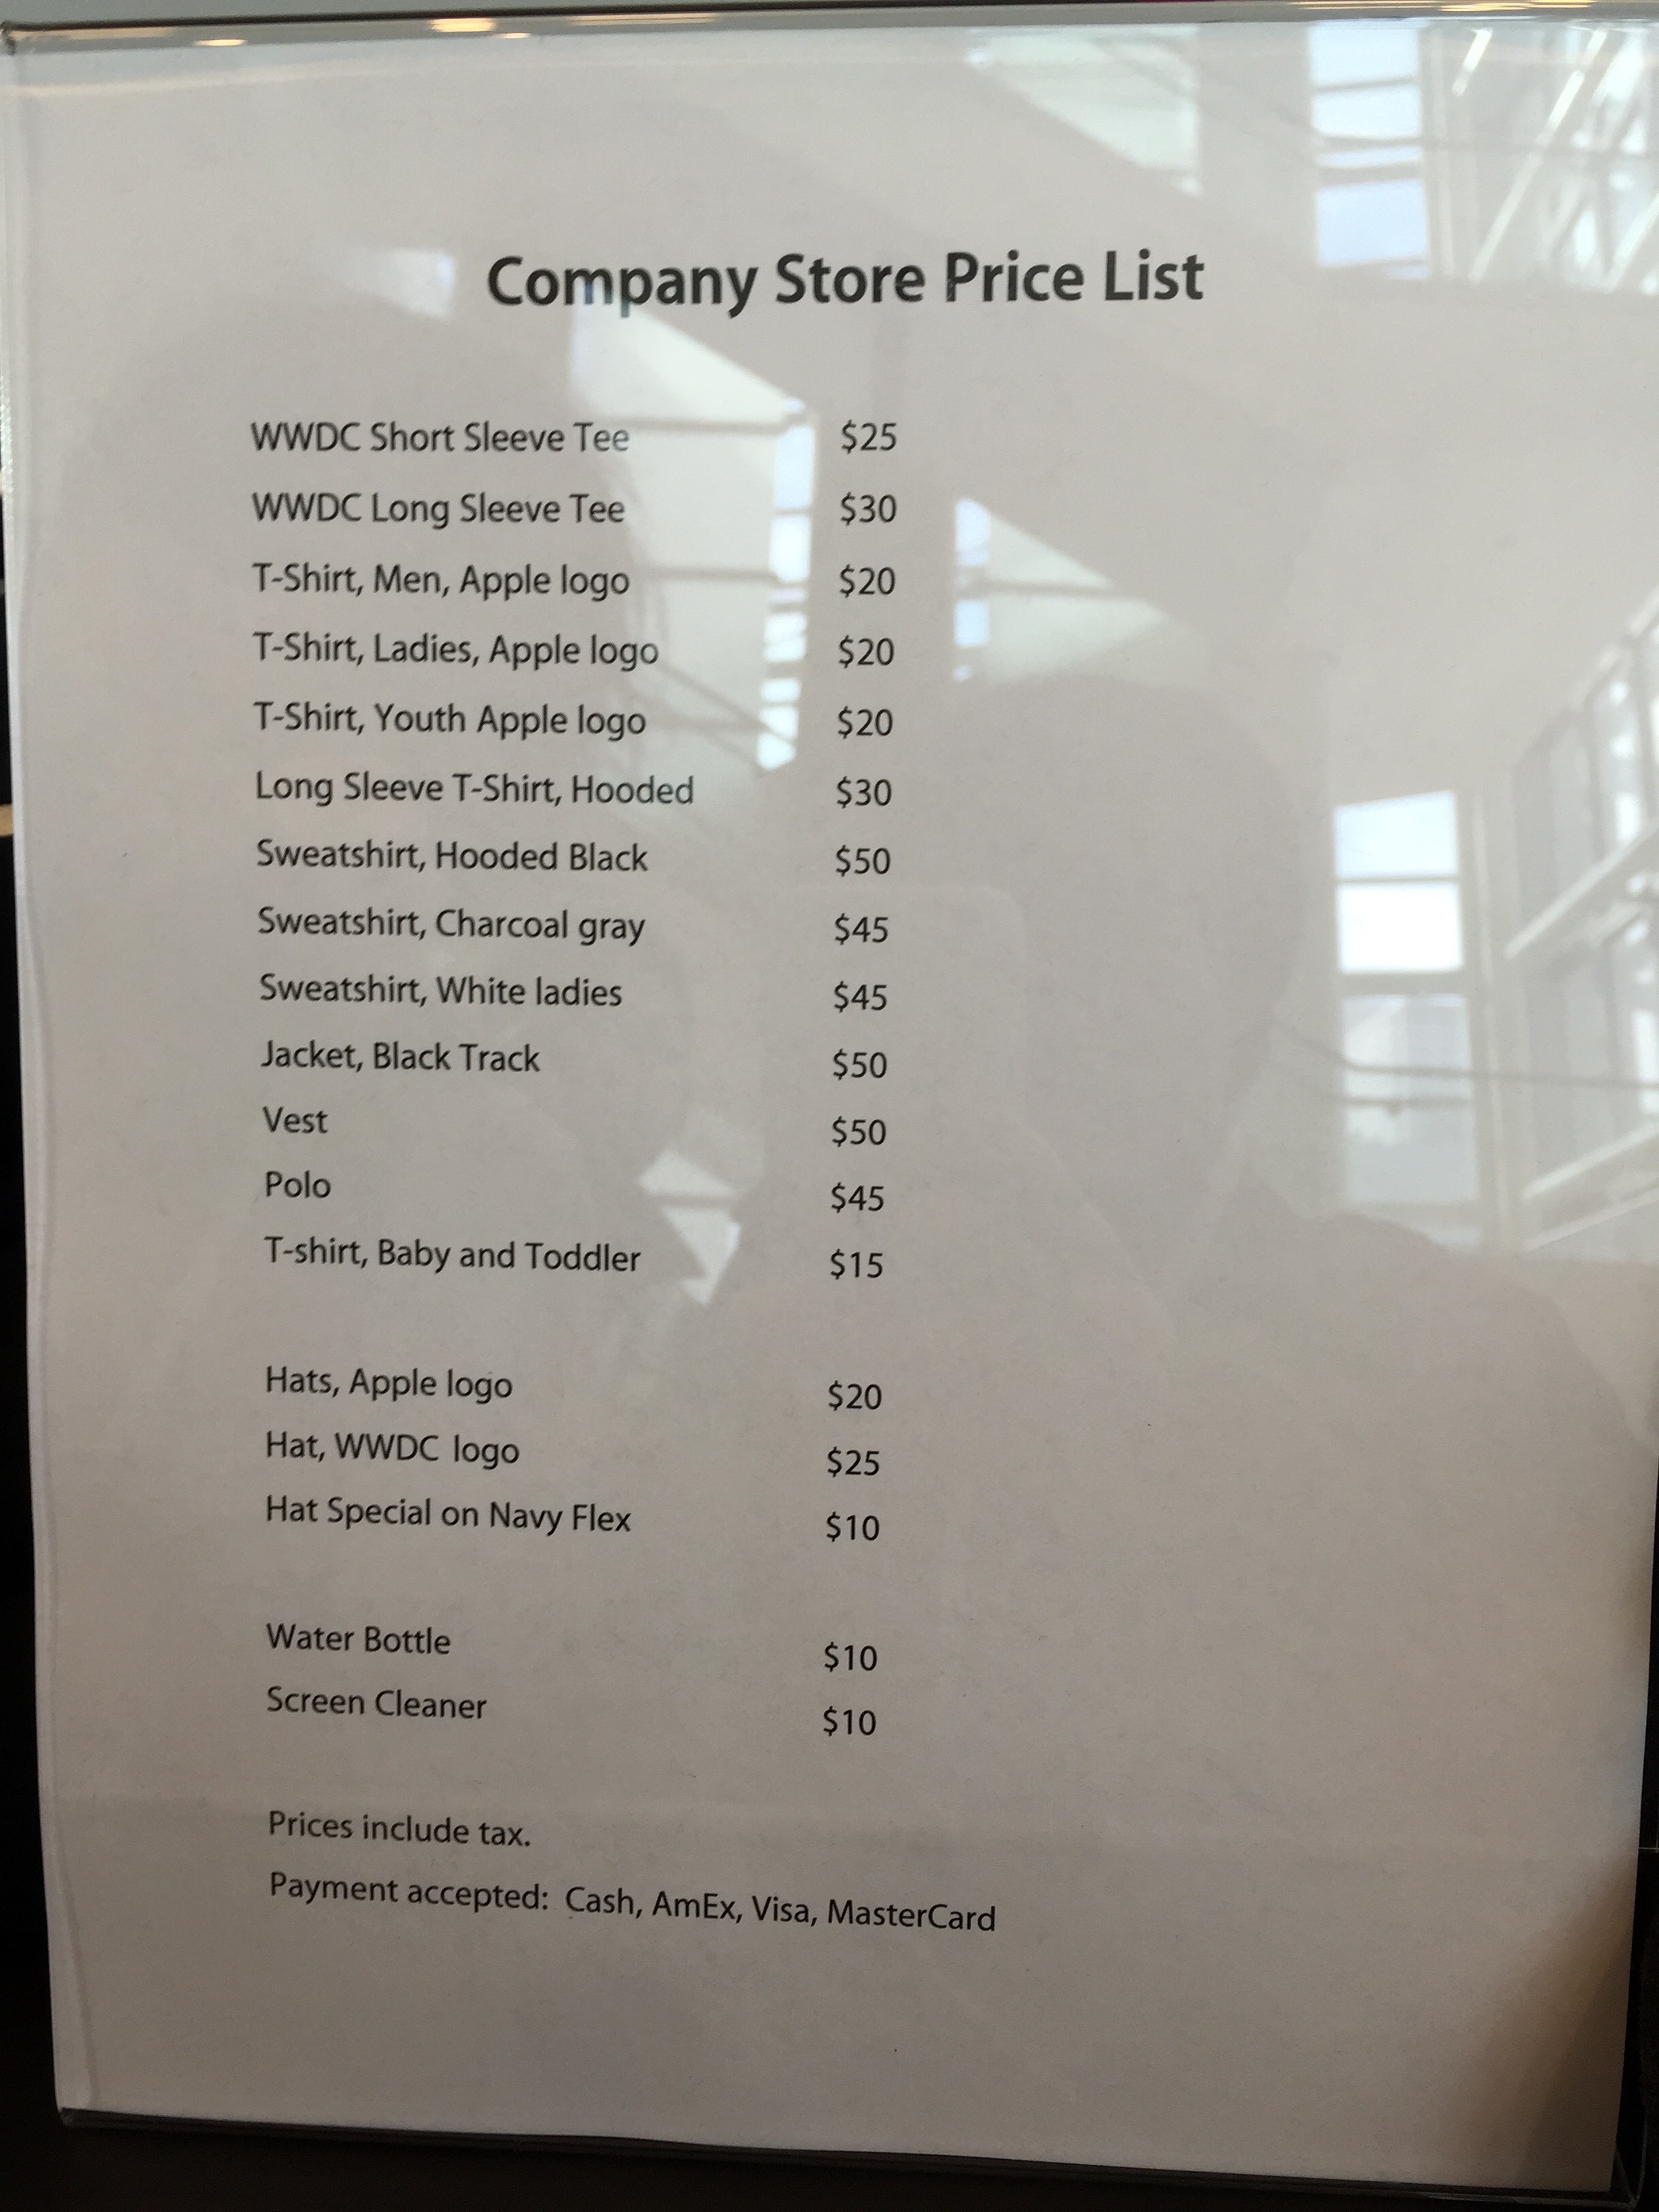 Company Store Price List
WWDC Short Sleeve Tee $25
WWDC Long Sleeve Tee $30
T-Shirt, Men, Apple logo $20
T-Shirt, Ladies, Apple logo $20
T-Shirt, Youth Apple logo $20
Long Sleeve T-Shirt, Hooded $30
Sweatshirt, Hooded Black $50
Sweatshirt, Charcoal gray $45
Sweatshirt, White ladies $45
Jacket, Black Track $50
Vest $50
Polo $45
T-shirt, Baby and Toddler $15
Hats, Apple logo $20
Hat, WWDC logo $25
Hat Special on Navy Flex $10
Water Bottle $10
Screen Cleaner $10
Prices include tax.
Payment accepted: Cash, AmEx, Visa, MasterCard